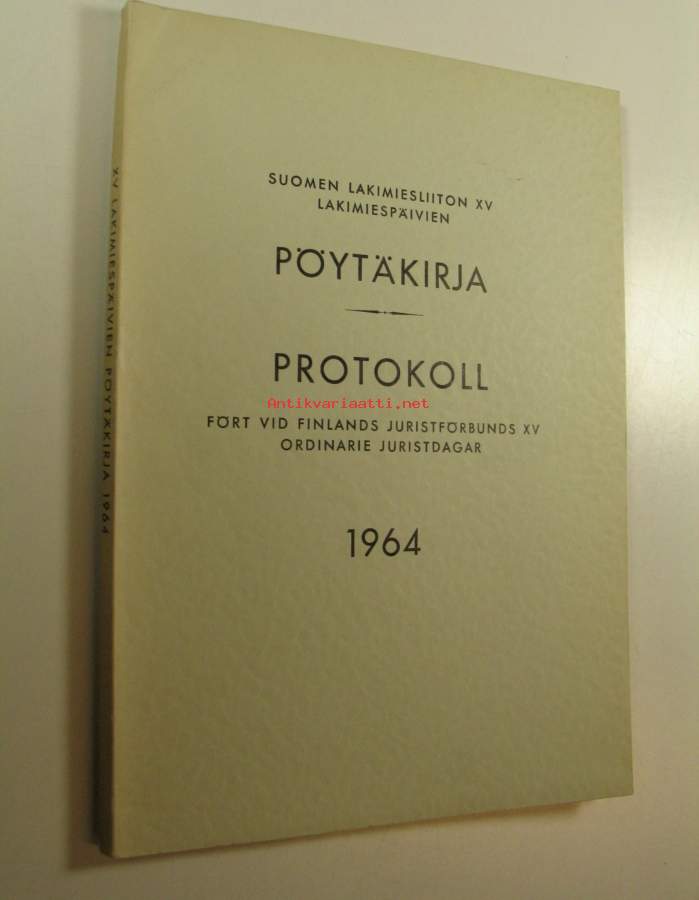 SUOMEN LAKIMIESLIITON XV
LAKIMIESPÄIVIEN
PÖYTÄKIRJA
PROTOKOLL
Antikvariaatti.net
FÖRT VID FINLANDS JURISTFÖRBUNDS XV
ORDINARIE JURISTDAGAR
1964
XV LAKIMIESPÄIVIEN PÖYTÄKIRJA 1964